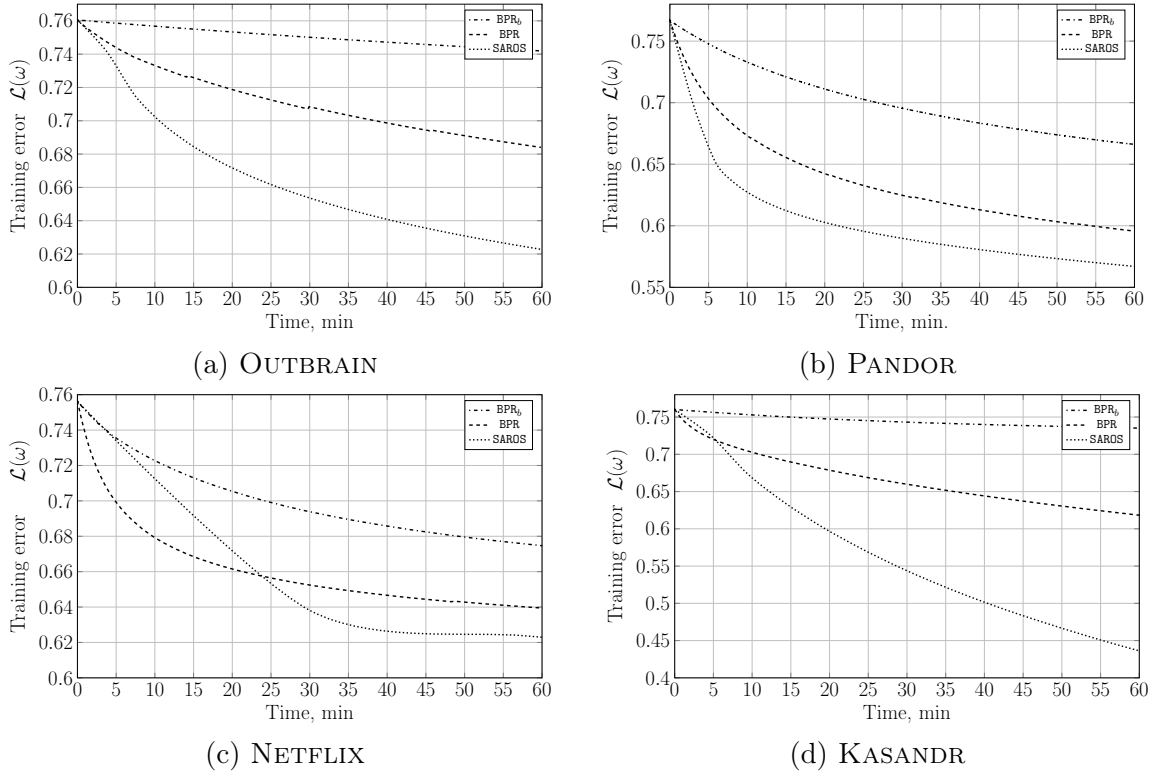 0.76
0.74
0.72
0.7
0.68
0.66
0.64
0.62
0.6
Training error 𝓛(ω)
BPR_b
BPR
SAROS
0 5 10 15 20 25 30 35 40 45 50 55 60
Time, min
(a) OUTBRAIN
0.75
0.7
0.65
0.6
0.55
Training error 𝓛(ω)
BPR_b
BPR
SAROS
0 5 10 15 20 25 30 35 40 45 50 55 60
Time, min.
(b) PANDOR
0.76
0.74
0.72
0.7
0.68
0.66
0.64
0.62
0.6
Training error 𝓛(ω)
BPR_b
BPR
SAROS
0 5 10 15 20 25 30 35 40 45 50 55 60
Time, min
(c) NETFLIX
0.75
0.7
0.65
0.6
0.55
0.5
0.45
0.4
Training error 𝓛(ω)
BPR_b
BPR
SAROS
0 5 10 15 20 25 30 35 40 45 50 55 60
Time, min
(d) KASANDR